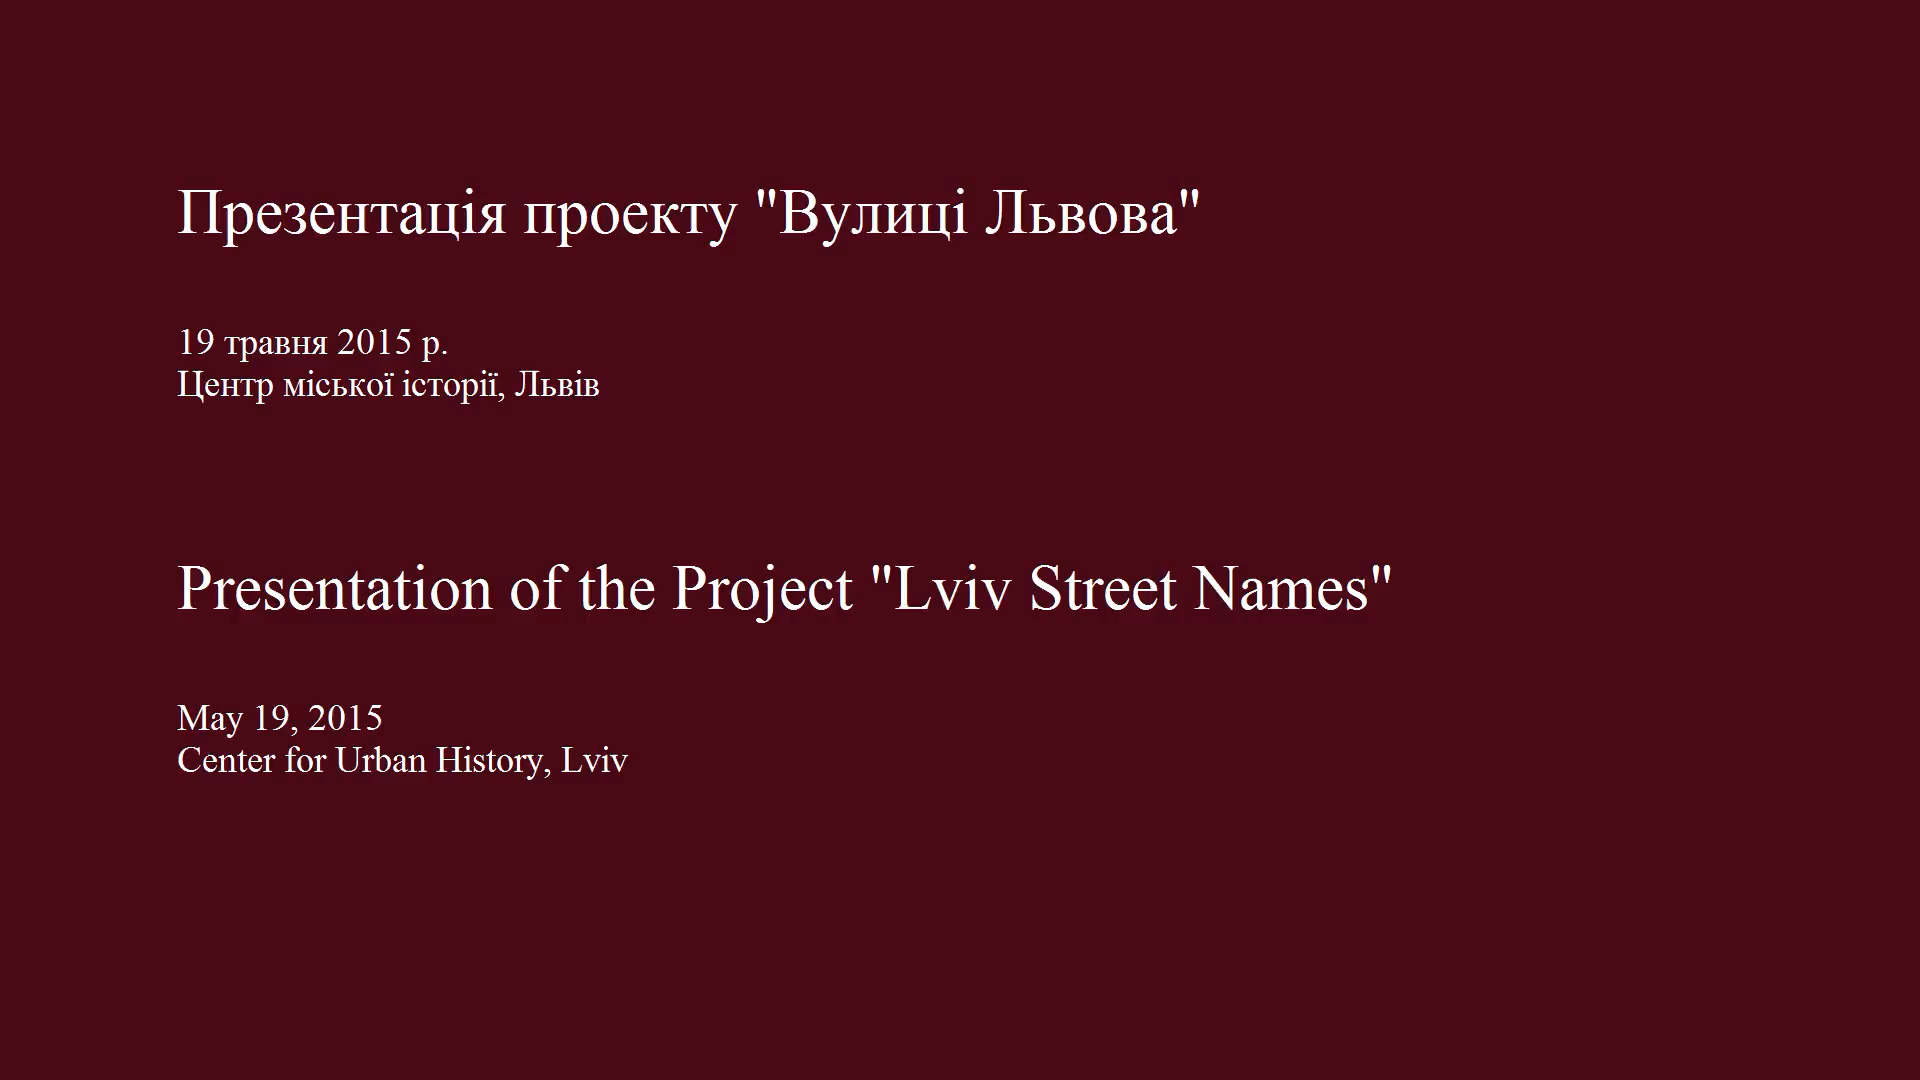 Презентація проекту "Вулиці Львова"
19 травня 2015 р.
Центр міської історії, Львів
Presentation of the Project "Lviv Street Names"
May 19, 2015
Center for Urban History, Lviv